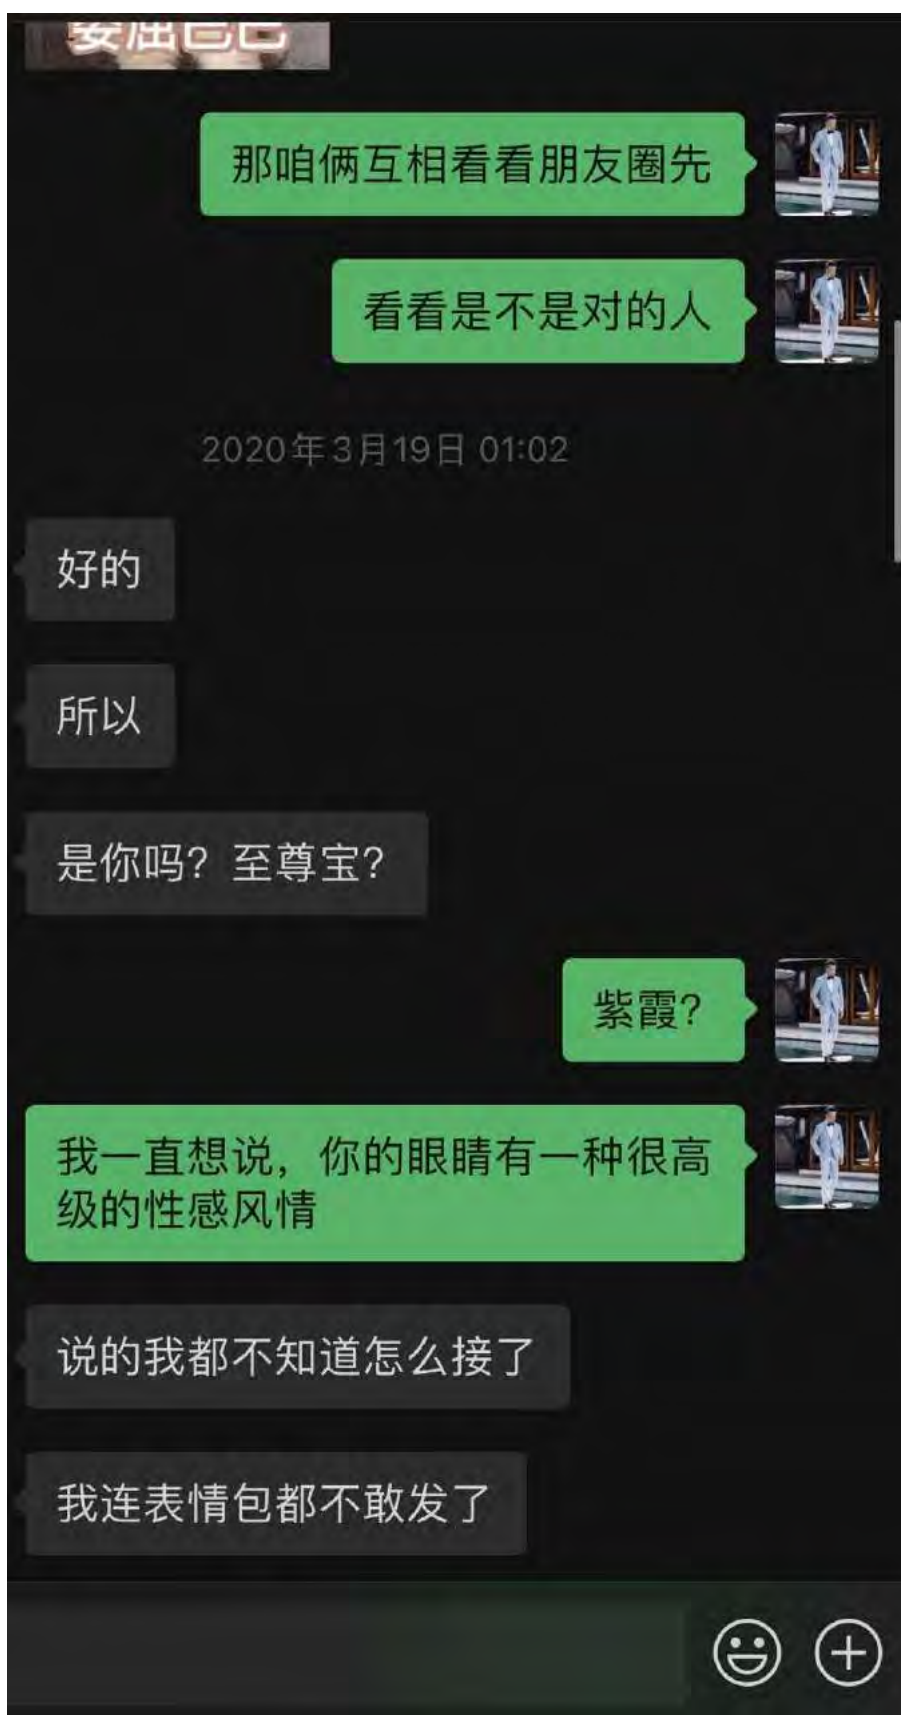 委屈巴巴
那咱俩互相看看朋友圈先
看看是不是对的人
2020年3月19日 01:02
好的
所以
是你吗？至尊宝？
紫霞？
我一直想说，你的眼睛有一种很高
级的性感风情
说的我都不知道怎么接了
我连表情包都不敢发了